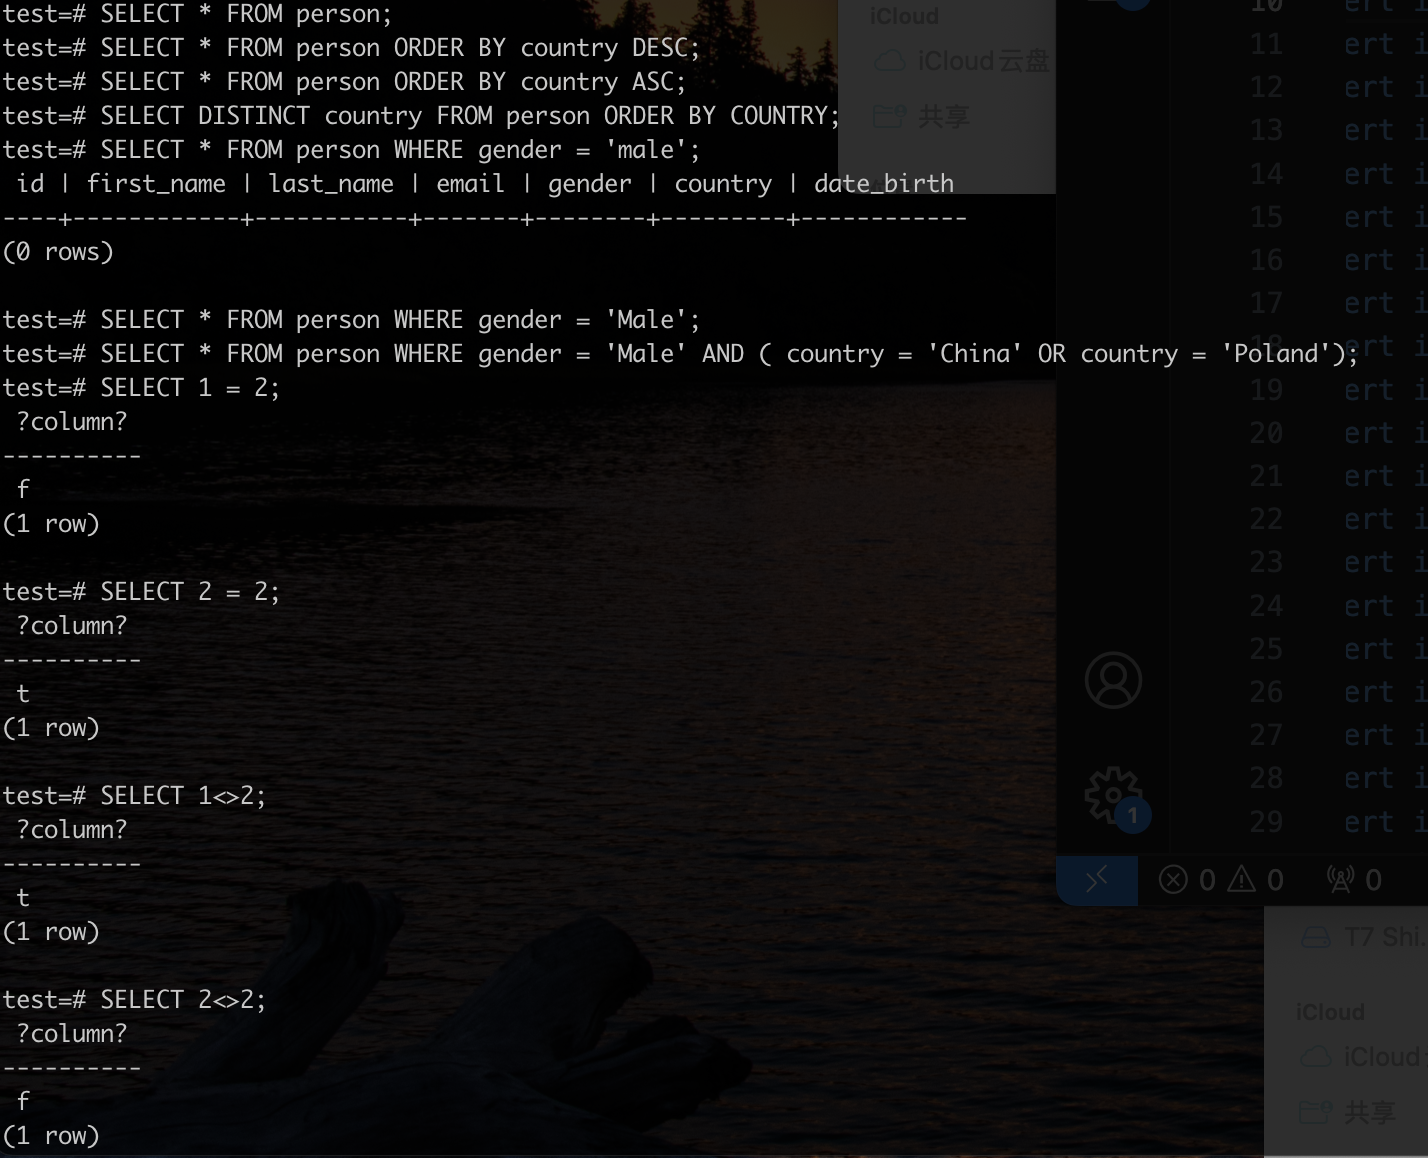 test=# SELECT * FROM person;
test=# SELECT * FROM person ORDER BY country DESC;
test=# SELECT * FROM person ORDER BY country ASC;
test=# SELECT DISTINCT country FROM person ORDER BY COUNTRY;
test=# SELECT * FROM person WHERE gender = 'male';
 id | first_name | last_name | email | gender | country | date_birth
----+------------+-----------+-------+--------+---------+------------
(0 rows)
test=# SELECT * FROM person WHERE gender = 'Male';
test=# SELECT * FROM person WHERE gender = 'Male' AND ( country = 'China' OR country = 'Poland');
test=# SELECT 1 = 2;
 ?column?
----------
 f
(1 row)
test=# SELECT 2 = 2;
 ?column?
----------
 t
(1 row)
test=# SELECT 1<>2;
 ?column?
----------
 t
(1 row)
test=# SELECT 2<>2;
 ?column?
----------
 f
(1 row)
iCloud
iCloud云盘
共享
10 ert i
11 ert i
12 ert i
13 ert i
14 ert i
15 ert i
16 ert i
17 ert i
18 ert i
19 ert i
20 ert i
21 ert i
22 ert i
23 ert i
24 ert i
25 ert i
26 ert i
27 ert i
28 ert i
29 ert i
1
0 0 0
T7 Shi...
iCloud
iCloud
共享